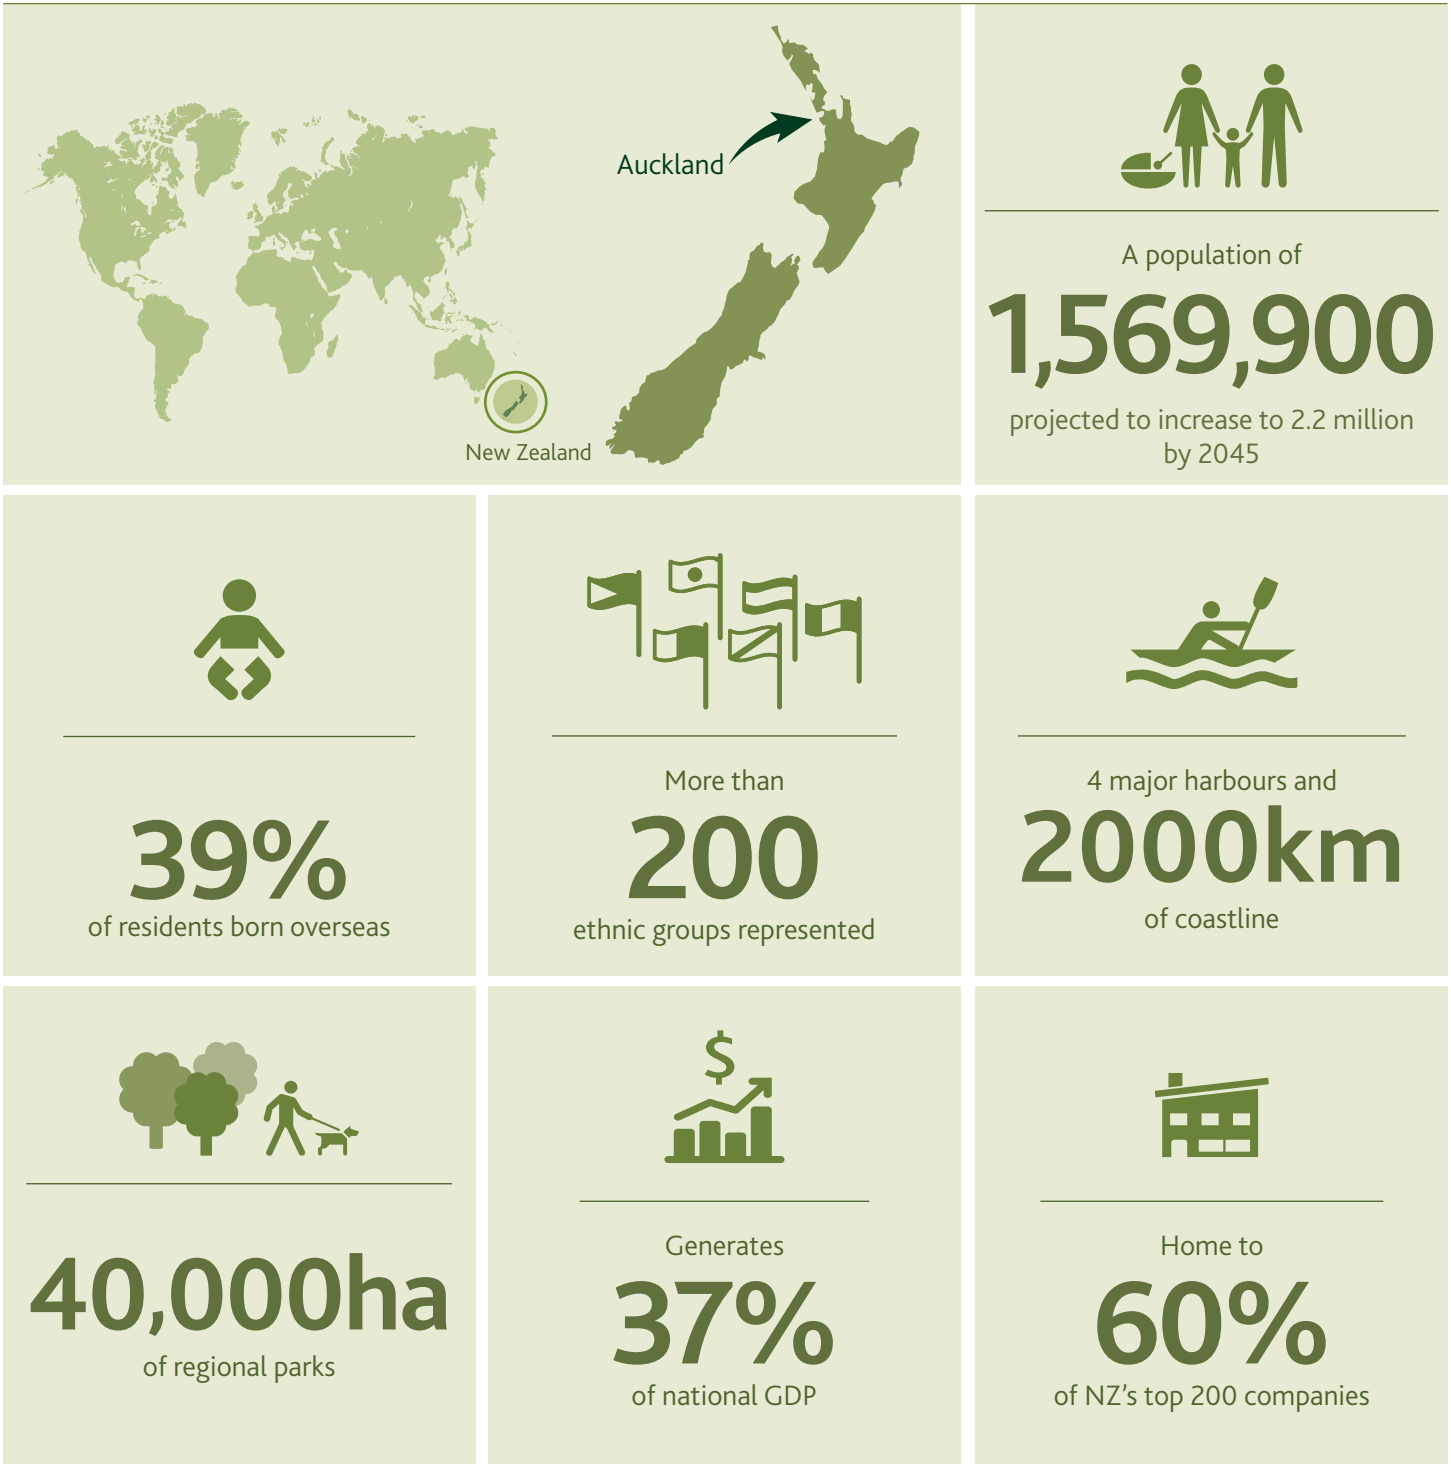 Auckland
New Zealand
A population of
1,569,900
projected to increase to 2.2 million
by 2045
39%
of residents born overseas
More than
200
ethnic groups represented
4 major harbours and
2000km
of coastline
$
40,000ha
of regional parks
Generates
37%
of national GDP
Home to
60%
of NZ’s top 200 companies